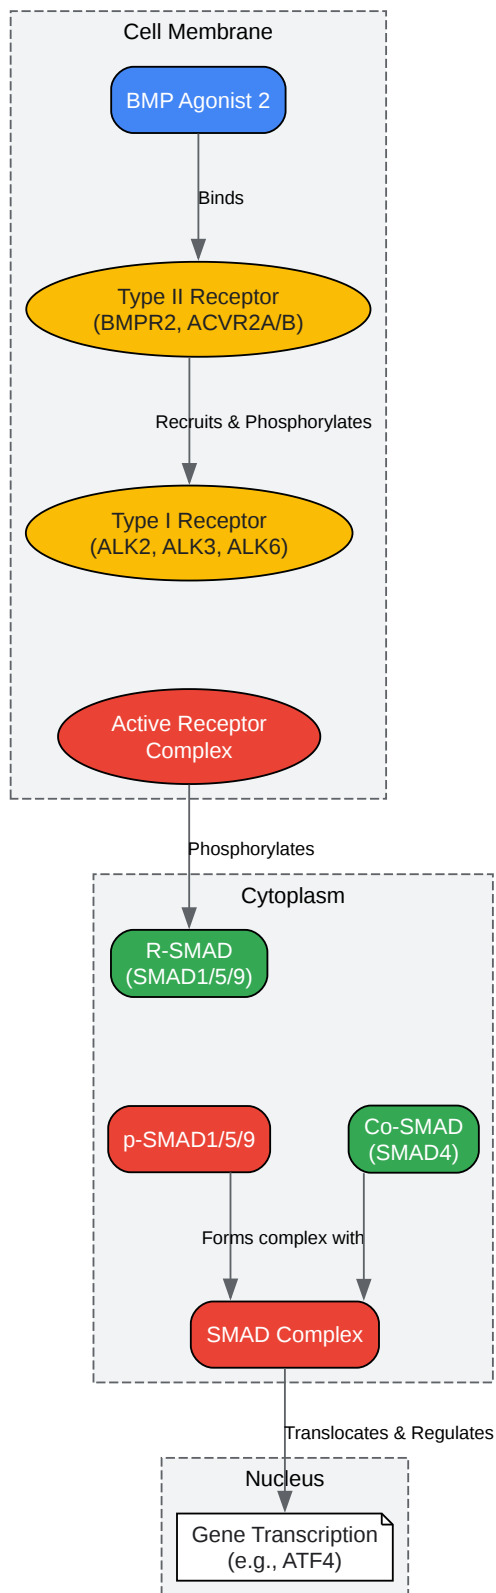 Cell Membrane
BMP Agonist 2
Binds
Type II Receptor
(BMPR2, ACVR2A/B)
Recruits & Phosphorylates
Type I Receptor
(ALK2, ALK3, ALK6)
Active Receptor
Complex
Phosphorylates
Cytoplasm
R-SMAD
(SMAD1/5/9)
p-SMAD1/5/9
Co-SMAD
(SMAD4)
Forms complex with
SMAD Complex
Translocates & Regulates
Nucleus
Gene Transcription
(e.g., ATF4)